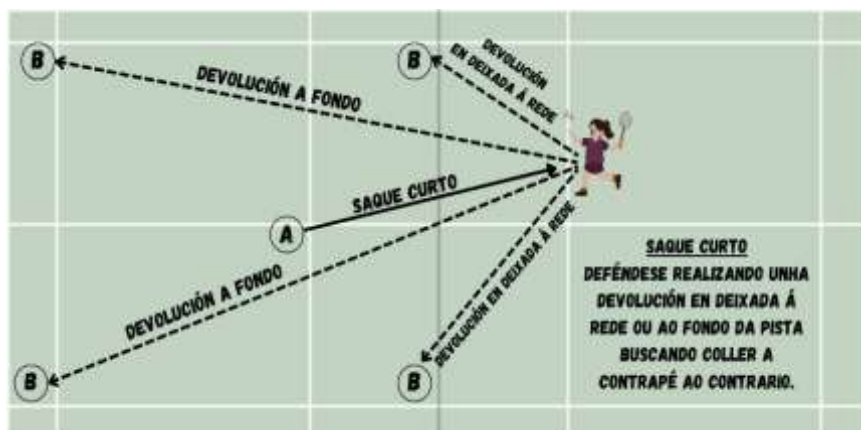 B
B
DEVOLUCIÓN
EN DEIXADA Á REDE
DEVOLUCIÓN A FONDO
SAQUE CURTO
A
DEVOLUCIÓN A FONDO
DEVOLUCIÓN EN DEIXADA Á REDE
B
B
SAQUE CURTO
DEFÉNDESE REALIZANDO UNHA
DEVOLUCIÓN EN DEIXADA Á
REDE OU AO FONDO DA PISTA
BUSCANDO COLLER A
CONTRAPÉ AO CONTRARIO.